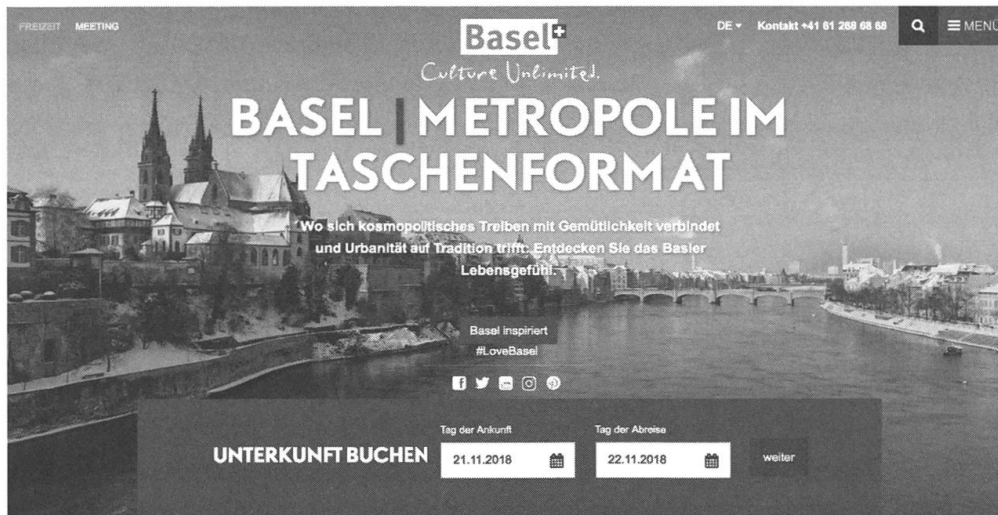 FREIZEIT MEETING
DE Kontakt +41 61 268 68 68
MENÜ
Basel
Culture Unlimited.
BASEL | METROPOLE IM
TASCHENFORMAT
Wo sich kosmopolitisches Treiben mit Gemütlichkeit verbindet
und Urbanität auf Tradition trifft: Entdecken Sie das Basler
Lebensgefühl.
Basel inspiriert
#LoveBasel
Tag der Ankunft Tag der Abreise
UNTERKUNFT BUCHEN 21.11.2018 22.11.2018 weiter